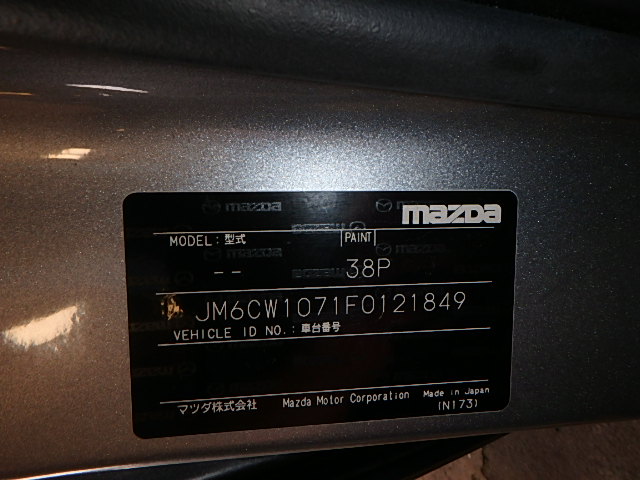 mazda
MODEL: 型式 PAINT
-- 38P
JM6CW1071F0121849
VEHICLE ID NO.: 車台番号
マツダ株式会社 Mazda Motor Corporation Made in Japan
(N173)